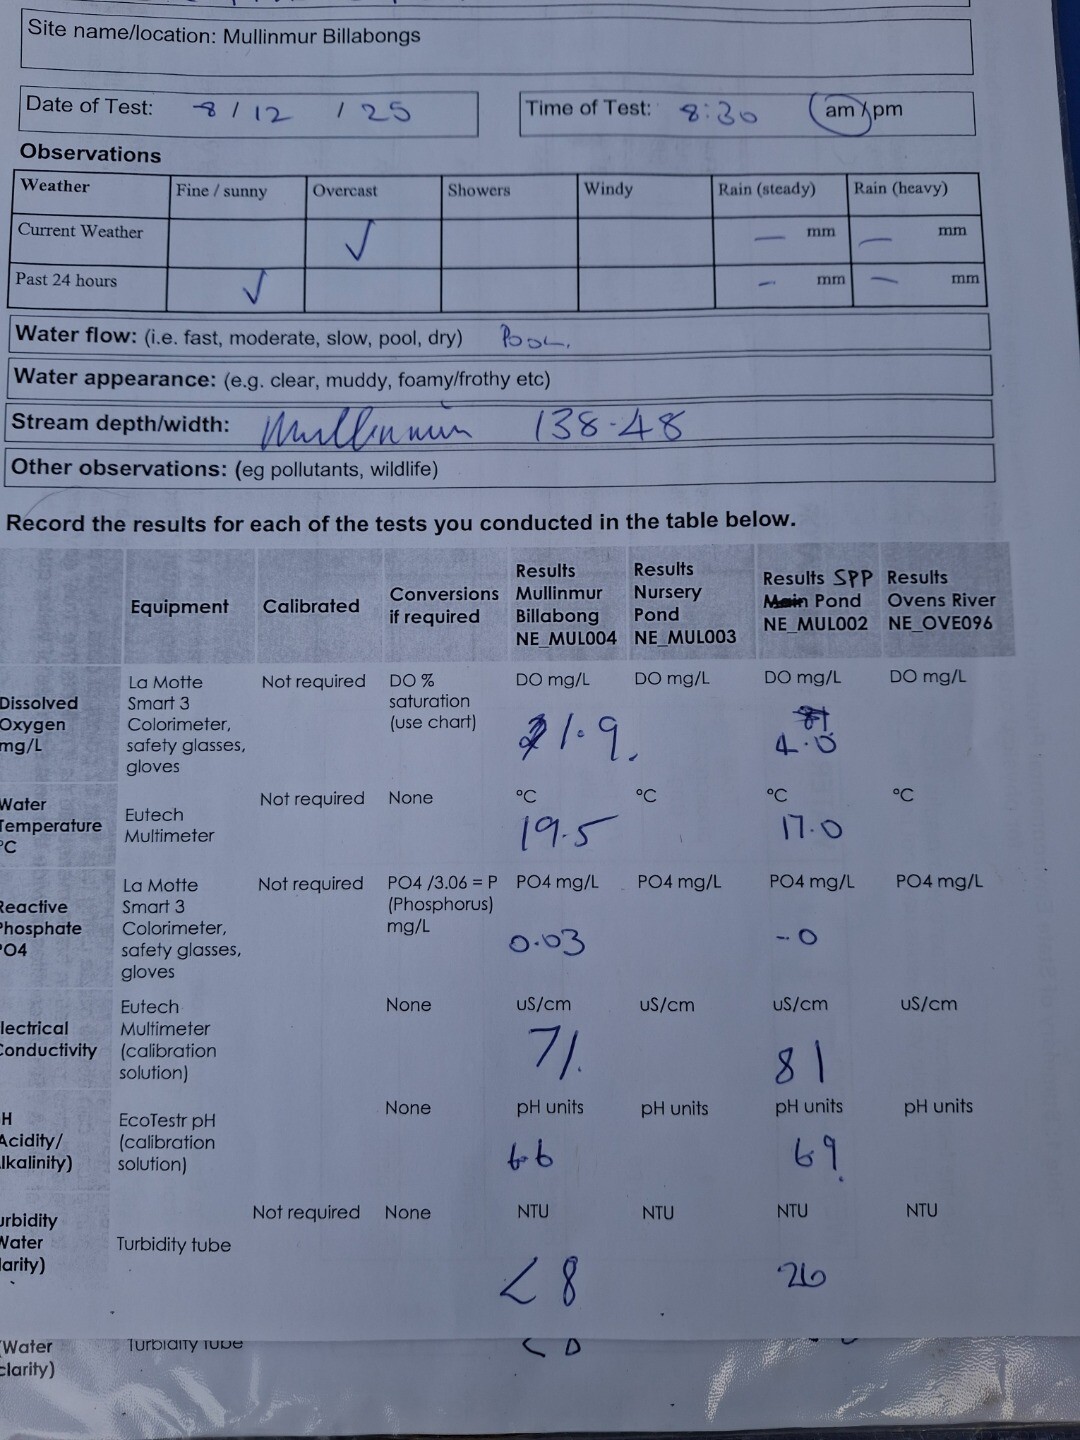 Site name/location: Mullinmur Billabongs
Date of Test: 8 / 12 / 25 Time of Test: 8:30 am / pm
Observations
Weather Fine / sunny Overcast Showers Windy Rain (steady) Rain (heavy)
Current Weather ✓ — mm — mm
Past 24 hours ✓ — mm — mm
Water flow: (i.e. fast, moderate, slow, pool, dry) Pool.
Water appearance: (e.g. clear, muddy, foamy/frothy etc)
Stream depth/width: Mullinmur 138.48
Other observations: (eg pollutants, wildlife)
Record the results for each of the tests you conducted in the table below.
Equipment
Calibrated
Conversions
if required
Results
Mullinmur
Billabong
NE_MUL004
Results
Nursery
Pond
NE_MUL003
Results SPP
Main Pond
NE_MUL002
Results
Ovens River
NE_OVE096
Dissolved
Oxygen
mg/L
La Motte
Smart 3
Colorimeter,
safety glasses,
gloves
Not required
DO %
saturation
(use chart)
DO mg/L
1.9.
DO mg/L
DO mg/L
4.0
DO mg/L
Water
Temperature
°C
Eutech
Multimeter
Not required
None
°C
19.5
°C
°C
17.0
°C
Reactive
Phosphate
PO4
La Motte
Smart 3
Colorimeter,
safety glasses,
gloves
Not required
PO4 /3.06 = P
(Phosphorus)
mg/L
PO4 mg/L
0.03
PO4 mg/L
PO4 mg/L
-0
PO4 mg/L
lectrical
Conductivity
Eutech
Multimeter
(calibration
solution)
None
uS/cm
71.
uS/cm
uS/cm
81
uS/cm
H
Acidity/
lkalinity)
EcoTestr pH
(calibration
solution)
None
pH units
6.6
pH units
pH units
6.9
pH units
urbidity
Water
larity)
Turbidity tube
Not required
None
NTU
<8
NTU
NTU
26
NTU
(Water
clarity)
Turbidity tube